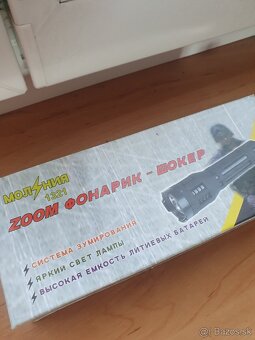 МОЛНИЯ
1321
ZOOM ФОНАРИК - ШОКЕР
СИСТЕМА ЗУМИРОВАНИЯ
ЯРКИЙ СВЕТ ЛАМПЫ
ВЫСОКАЯ ЕМКОСТЬ ЛИТИЕВЫХ БАТАРЕЙ
Bazos.sk